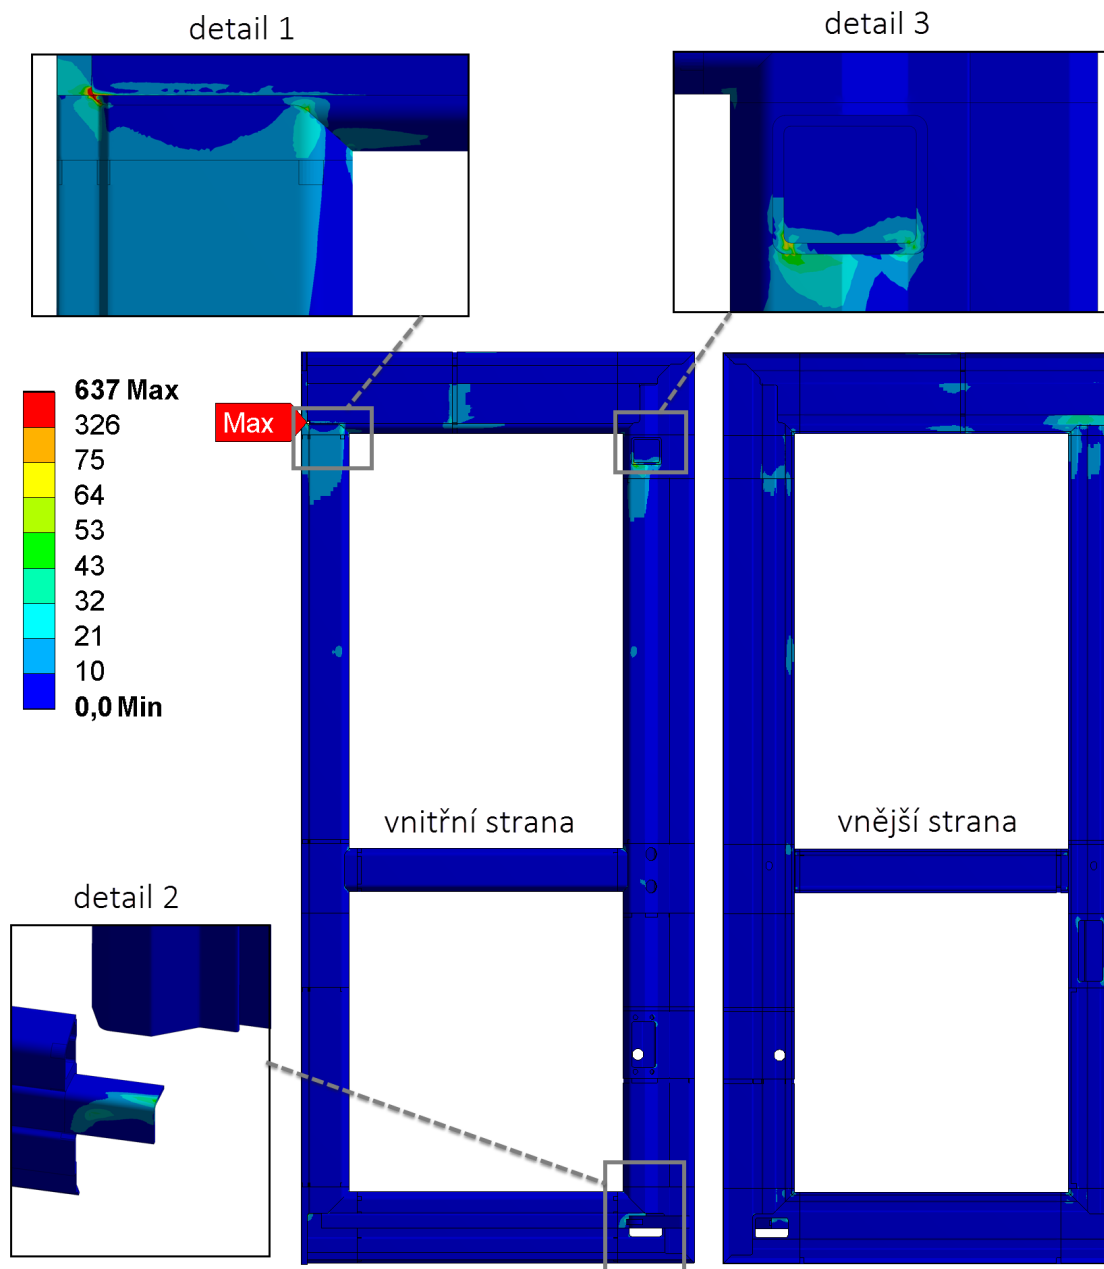 detail 1
detail 3
637 Max
326
75
64
53
43
32
21
10
0,0 Min
Max
vnitřní strana
vnější strana
detail 2